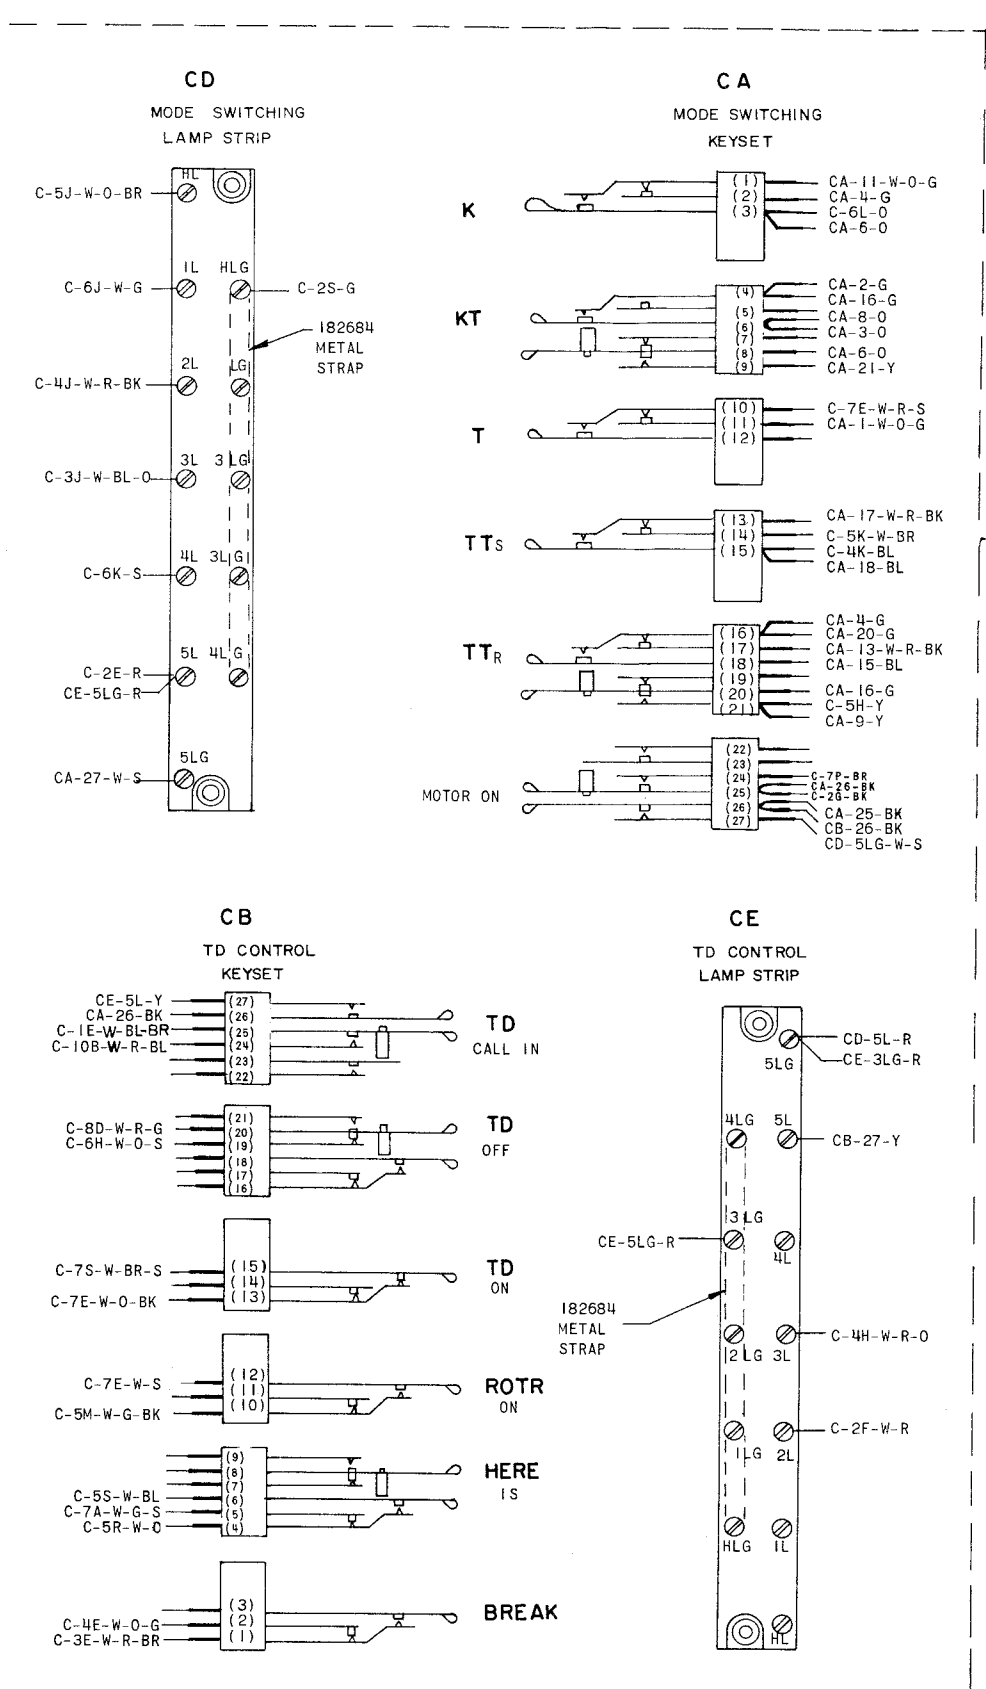 CD
MODE SWITCHING
LAMP STRIP
HL
C-5J-W-O-BR
1L HLG
C-6J-W-G
C-2S-G
182684
METAL
STRAP
2L LG
C-4J-W-R-BK
3L 3LG
C-3J-W-BL-O
4L 3LG
C-6K-S
5L 4LG
C-2E-R
CE-5LG-R
5LG
CA-27-W-S
CA
MODE SWITCHING
KEYSET
K
(1) CA-11-W-O-G
(2) CA-4-G
(3) C-6L-O
CA-6-O
KT
CA-2-G
(4) CA-16-G
(5) CA-8-O
(6) CA-3-O
(7)
(8) CA-6-O
(9) CA-21-Y
T
(10) C-7E-W-R-S
(11) CA-1-W-O-G
(12)
TTS
(13) CA-17-W-R-BK
(14) C-5K-W-BR
(15) C-4K-BL
CA-18-BL
TTR
CA-4-G
(16) CA-20-G
(17) CA-13-W-R-BK
(18) CA-15-BL
(19)
(20) CA-16-G
(21) C-5H-Y
CA-9-Y
MOTOR ON
(22)
(23)
(24) C-7P-BR
CA-26-BK
(25) C-2G-BK
(26) CA-25-BK
CB-26-BK
(27) CD-5LG-W-S
CB
TD CONTROL
KEYSET
CE-5L-Y (27)
CA-26-BK (26)
C-1E-W-BL-BR (25)
C-10B-W-R-BL (24)
(23)
(22)
TD
CALL IN
(21)
C-8D-W-R-G (20)
C-6H-W-O-S (19)
(18)
(17)
(16)
TD
OFF
C-7S-W-BR-S (15)
(14)
C-7E-W-O-BK (13)
TD
ON
C-7E-W-S (12)
(11)
C-5M-W-G-BK (10)
ROTR
ON
(9)
(8)
(7)
C-5S-W-BL (6)
C-7A-W-G-S (5)
C-5R-W-O (4)
HERE
IS
(3)
C-4E-W-O-G (2)
C-3E-W-R-BR (1)
BREAK
CE
TD CONTROL
LAMP STRIP
CD-5L-R
CE-3LG-R
5LG
4LG 5L
CB-27-Y
3LG
CE-5LG-R
4L
182684
METAL
STRAP
C-4H-W-R-O
2LG 3L
C-2F-W-R
1LG 2L
HLG 1L
HL